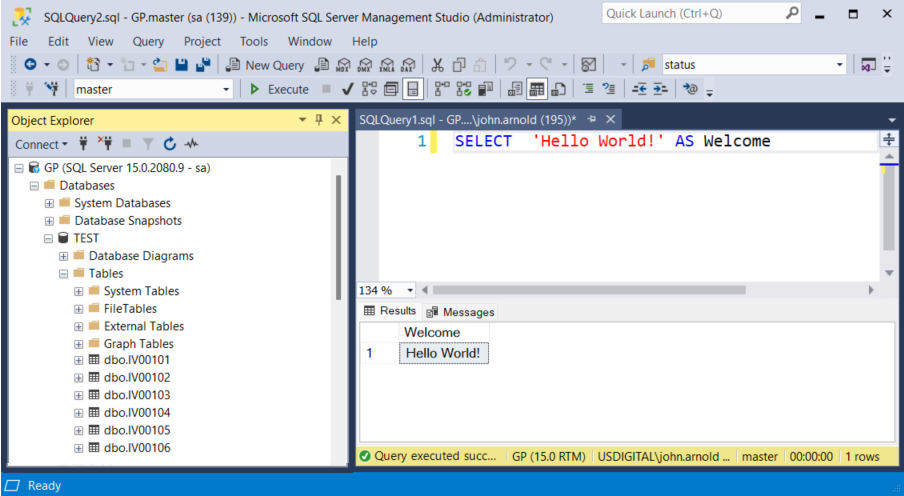 SQLQuery2.sql - GP.master (sa (139)) - Microsoft SQL Server Management Studio (Administrator)
Quick Launch (Ctrl+Q)
File Edit View Query Project Tools Window Help
New Query MDX DMX XMLA DAX status
master Execute
Object Explorer
Connect
GP (SQL Server 15.0.2080.9 - sa)
Databases
System Databases
Database Snapshots
TEST
Database Diagrams
Tables
System Tables
FileTables
External Tables
Graph Tables
dbo.IV00101
dbo.IV00102
dbo.IV00103
dbo.IV00104
dbo.IV00105
dbo.IV00106
SQLQuery1.sql - GP....\john.arnold (195))*
1 SELECT 'Hello World!' AS Welcome
134 %
Results Messages
Welcome
1 Hello World!
Query executed succ... GP (15.0 RTM) USDIGITAL\john.arnold ... master 00:00:00 1 rows
Ready